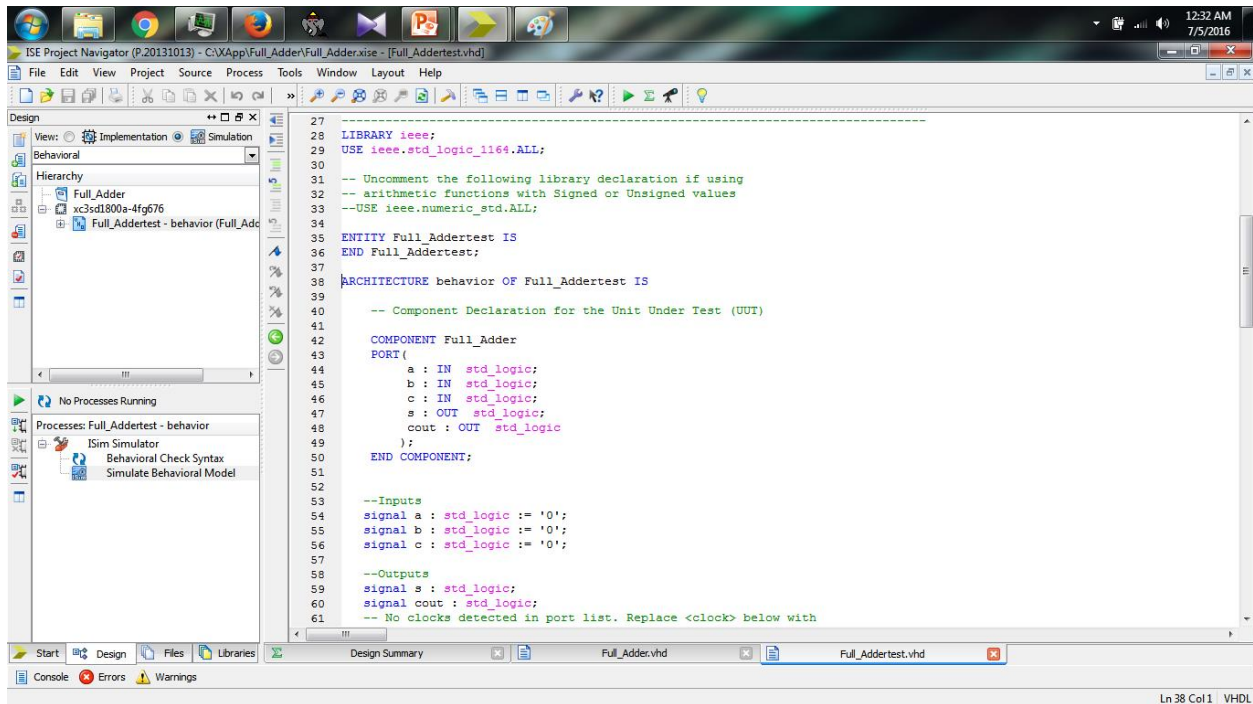 12:32 AM
7/5/2016
ISE Project Navigator (P.20131013) - C:\XApp\Full_Adder\Full_Adder.xise - [Full_Addertest.vhd]
File Edit View Project Source Process Tools Window Layout Help
Design
View: Implementation Simulation
Behavioral
Hierarchy
Full_Adder
xc3sd1800a-4fg676
Full_Addertest - behavior (Full_Adc
No Processes Running
Processes: Full_Addertest - behavior
ISim Simulator
Behavioral Check Syntax
Simulate Behavioral Model
27 --------------------------------------------------------------------------------
28 LIBRARY ieee;
29 USE ieee.std_logic_1164.ALL;
30
31 -- Uncomment the following library declaration if using
32 -- arithmetic functions with Signed or Unsigned values
33 --USE ieee.numeric_std.ALL;
34
35 ENTITY Full_Addertest IS
36 END Full_Addertest;
37
38 ARCHITECTURE behavior OF Full_Addertest IS
39
40 -- Component Declaration for the Unit Under Test (UUT)
41
42 COMPONENT Full_Adder
43 PORT(
44 a : IN std_logic;
45 b : IN std_logic;
46 c : IN std_logic;
47 s : OUT std_logic;
48 cout : OUT std_logic
49 );
50 END COMPONENT;
51
52
53 --Inputs
54 signal a : std_logic := '0';
55 signal b : std_logic := '0';
56 signal c : std_logic := '0';
57
58 --Outputs
59 signal s : std_logic;
60 signal cout : std_logic;
61 -- No clocks detected in port list. Replace <clock> below with
Start Design Files Libraries
Design Summary Full_Adder.vhd Full_Addertest.vhd
Console Errors Warnings
Ln 38 Col 1 VHDL